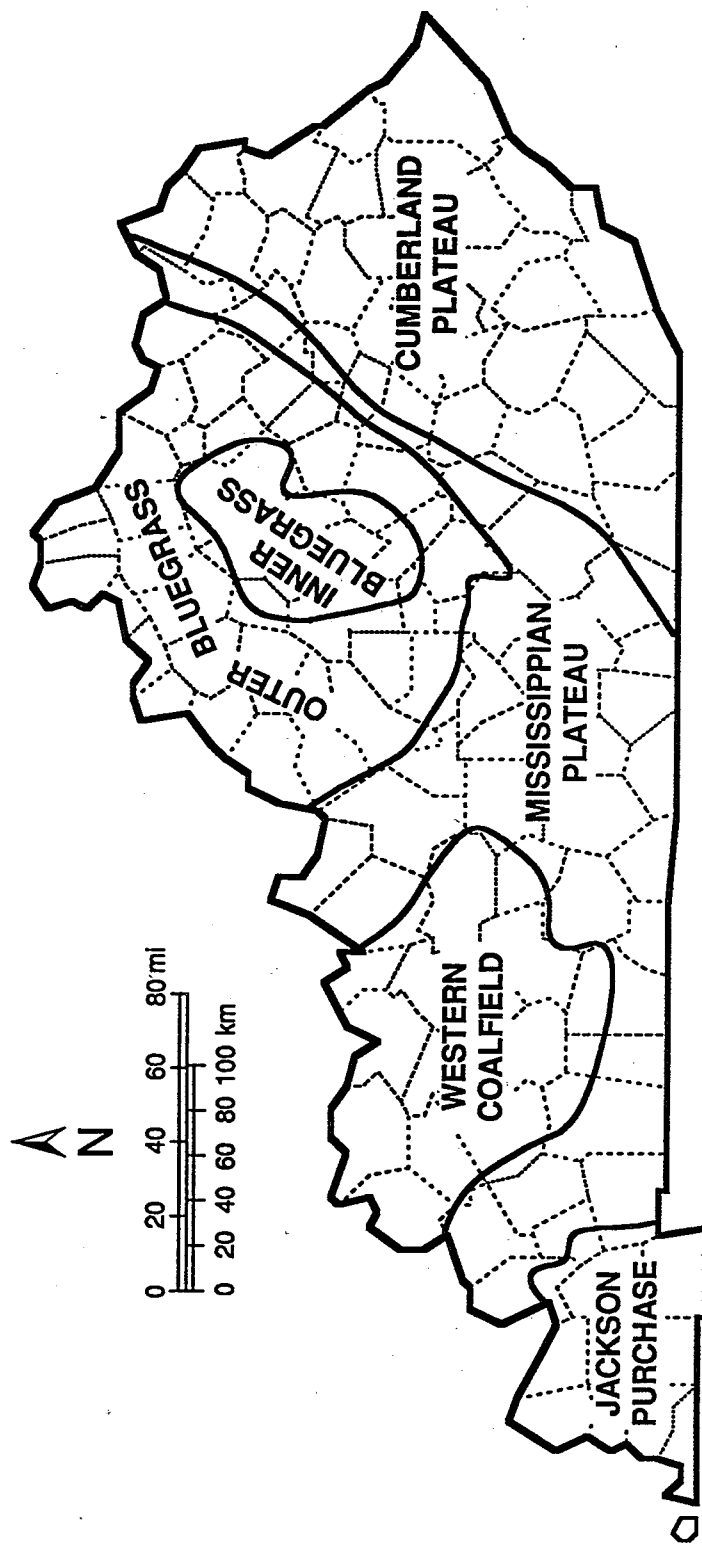 N
0 20 40 60 80 mi
0 20 40 60 80 100 km
OUTER
BLUEGRASS
INNER
BLUEGRASS
WESTERN
COALFIELD
MISSISSIPPIAN
PLATEAU
CUMBERLAND
PLATEAU
JACKSON
PURCHASE